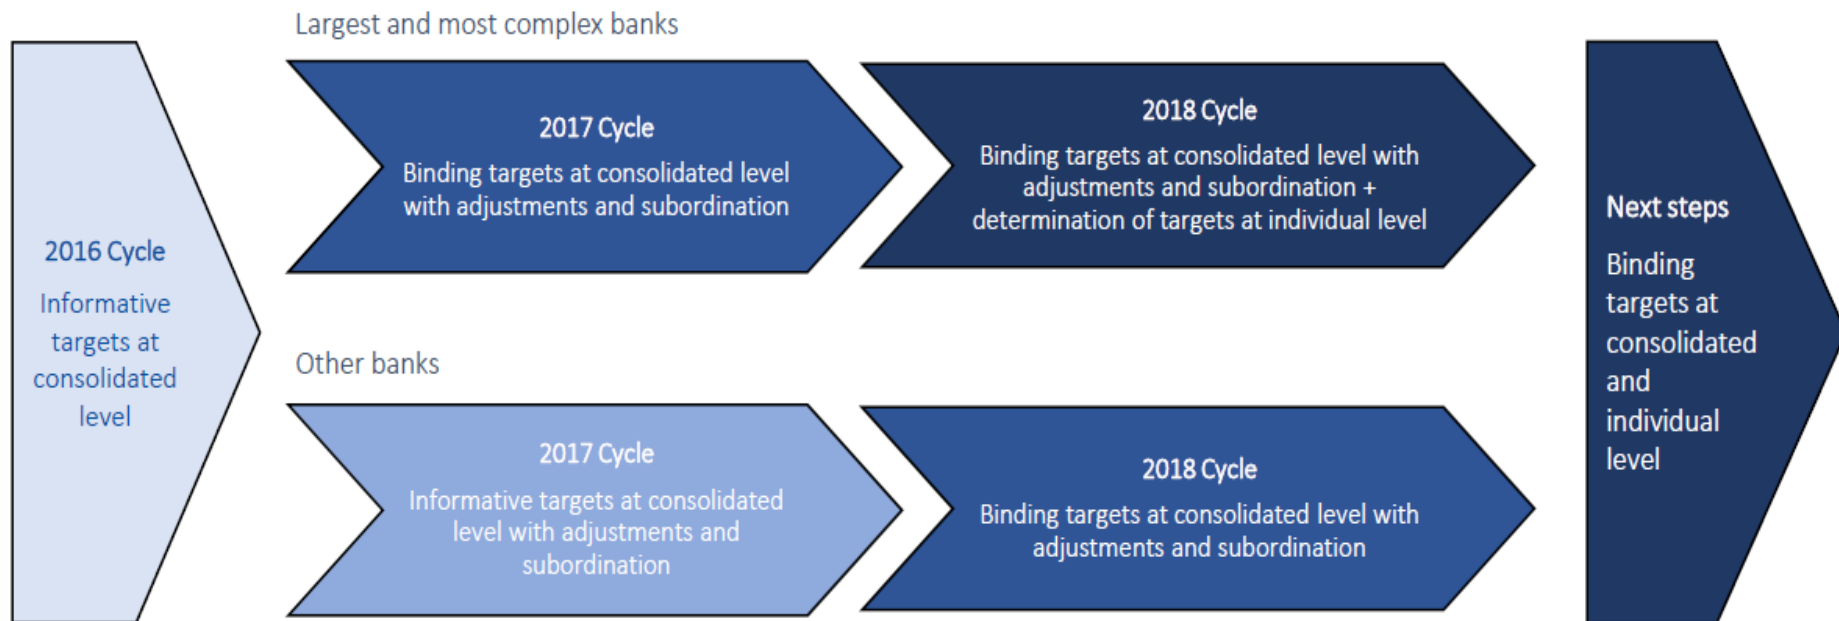 2016 Cycle
Informative
targets at
consolidated
level
Largest and most complex banks
2017 Cycle
Binding targets at consolidated level
with adjustments and subordination
2018 Cycle
Binding targets at consolidated level with
adjustments and subordination +
determination of targets at individual level
Other banks
2017 Cycle
Informative targets at consolidated
level with adjustments and
subordination
2018 Cycle
Binding targets at consolidated level with
adjustments and subordination
Next steps
Binding
targets at
consolidated
and
individual
level